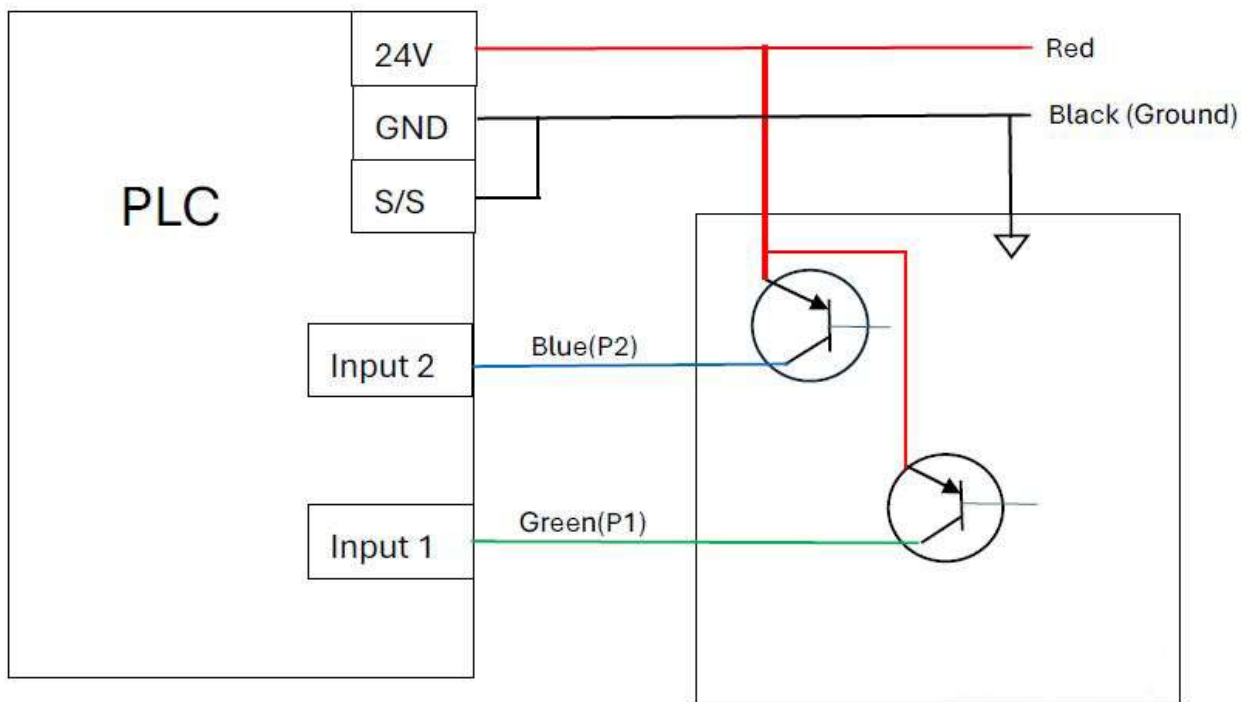 24V
Red
GND
Black (Ground)
S/S
PLC
Input 2
Blue(P2)
Input 1
Green(P1)